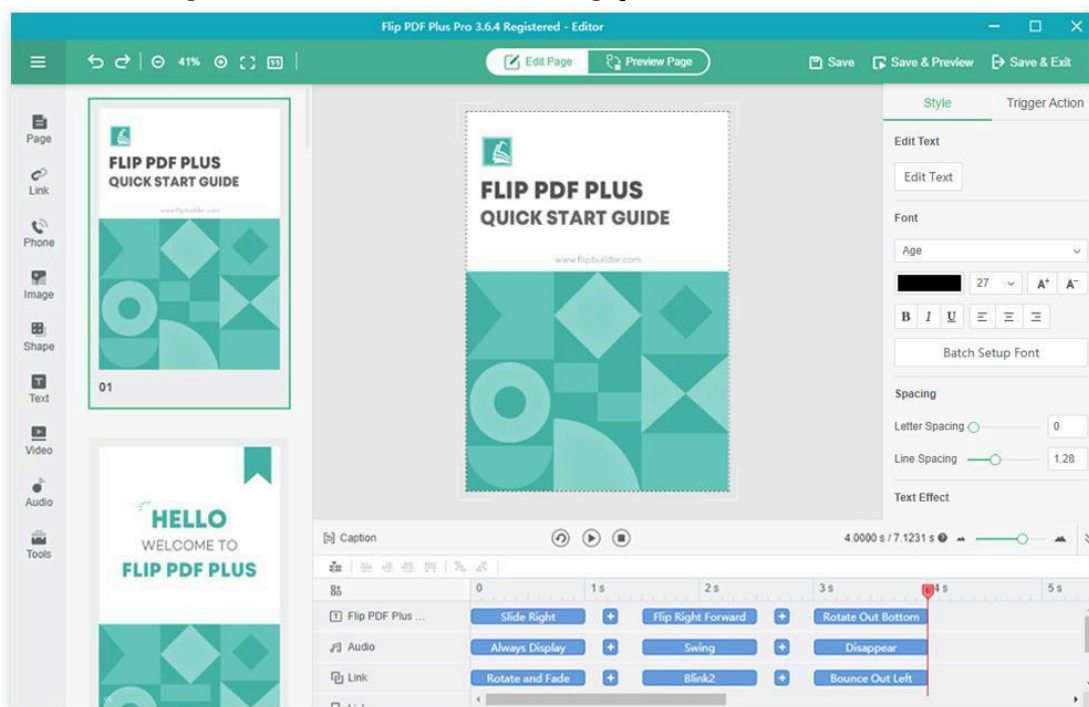 Flip PDF Plus Pro 3.6.4 Registered - Editor
41%
Edit Page
Preview Page
Save
Save & Preview
Save & Exit
Page
Link
Phone
Image
Shape
Text
Video
Audio
Tools
FLIP PDF PLUS
QUICK START GUIDE
www.flipbuilder.com
01
HELLO
WELCOME TO
FLIP PDF PLUS
FLIP PDF PLUS
QUICK START GUIDE
www.flipbuilder.com
Style
Trigger Action
Edit Text
Edit Text
Font
Age
27
A+ A-
B I U
Batch Setup Font
Spacing
Letter Spacing 0
Line Spacing 1.28
Text Effect
Caption
4.0000 s / 7.1231 s
0 1 s 2 s 3 s 4 s 5 s
Flip PDF Plus ... Slide Right Flip Right Forward Rotate Out Bottom
Audio Always Display Swing Disappear
Link Rotate and Fade Blink2 Bounce Out Left